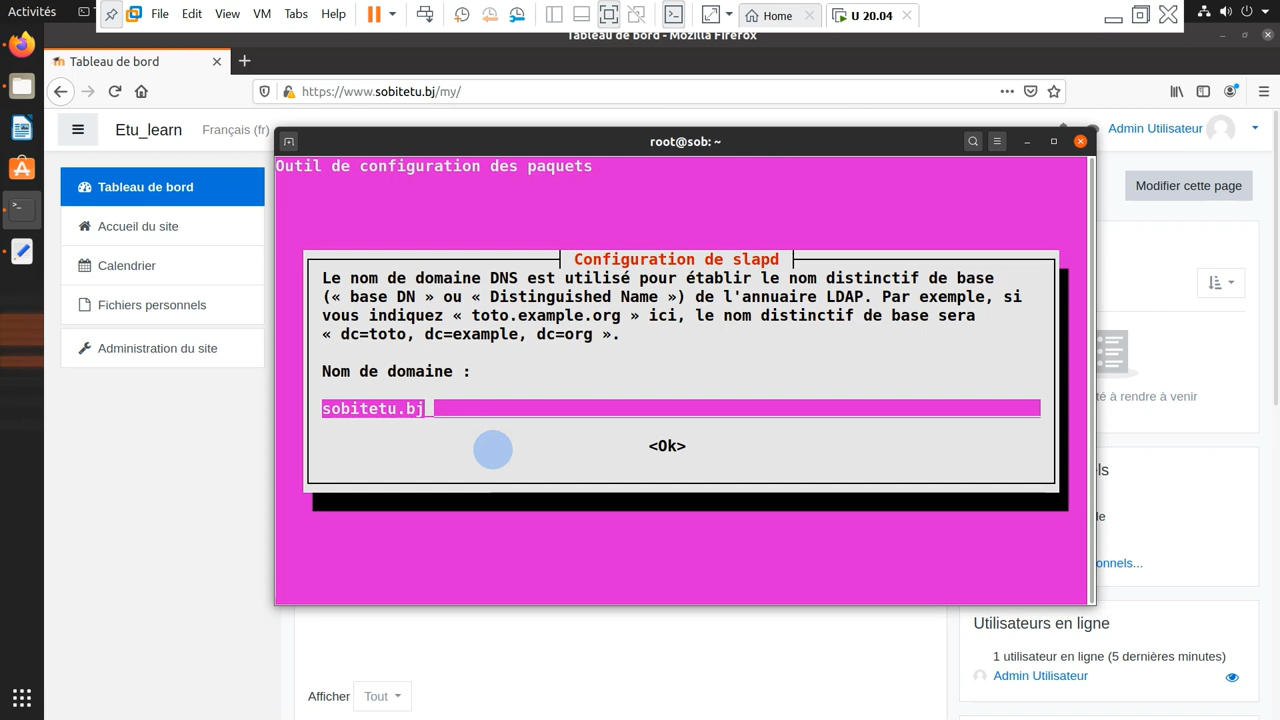 Activités
File Edit View VM Tabs Help
Home
U 20.04
Tableau de bord - Mozilla Firefox
Tableau de bord
https://www.sobitetu.bj/my/
Etu_learn
Français (fr)
Admin Utilisateur
root@sob: ~
Outil de configuration des paquets
Tableau de bord
Accueil du site
Calendrier
Fichiers personnels
Administration du site
Modifier cette page
Configuration de slapd
Le nom de domaine DNS est utilisé pour établir le nom distinctif de base
(« base DN » ou « Distinguished Name ») de l'annuaire LDAP. Par exemple, si
vous indiquez « toto.example.org » ici, le nom distinctif de base sera
« dc=toto, dc=example, dc=org ».
Nom de domaine :
sobitetu.bj
<Ok>
té à rendre à venir
els
le
onnels...
Utilisateurs en ligne
1 utilisateur en ligne (5 dernières minutes)
Admin Utilisateur
Afficher
Tout